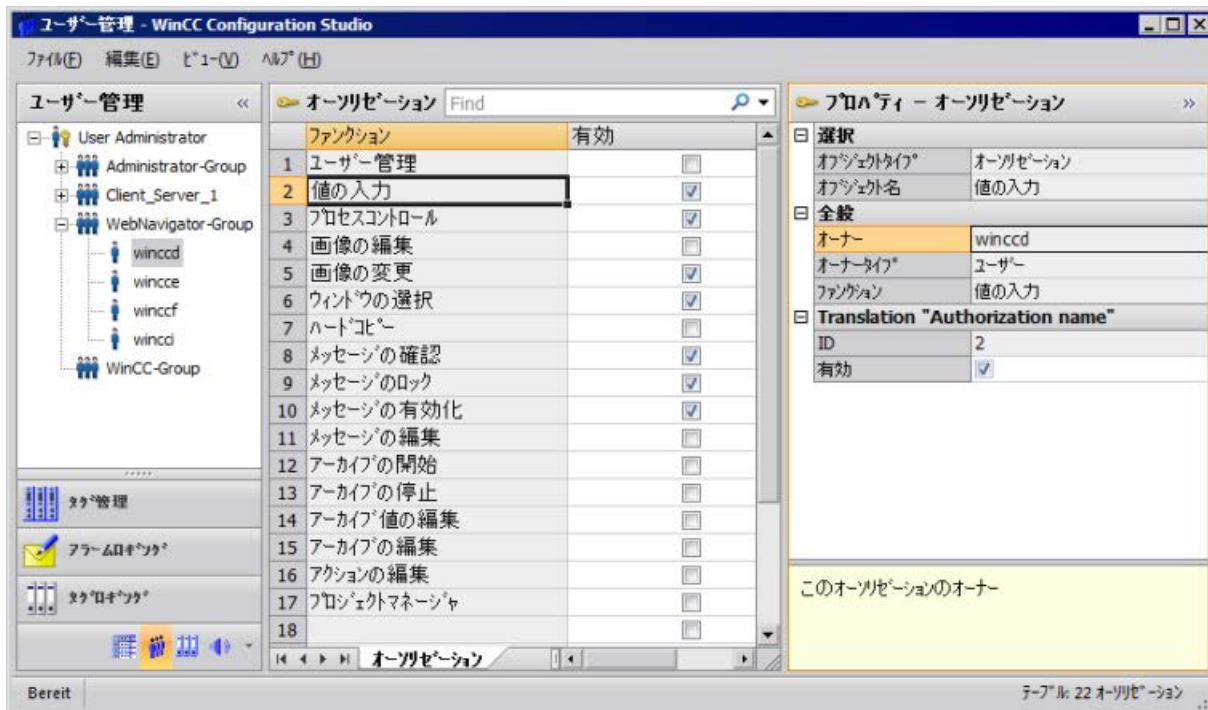 ユーザー管理 - WinCC Configuration Studio
ファイル(F) 編集(E) ビュー(V) ヘルプ(H)
ユーザー管理 «
User Administrator
Administrator-Group
Client_Server_1
WebNavigator-Group
winccd
wincce
winccf
wincci
WinCC-Group
タグ管理
アラームロギング
タグロギング
オーソリゼーション Find
ファンクション 有効
1 ユーザー管理
2 値の入力
3 プロセスコントロール
4 画像の編集
5 画像の変更
6 ウィンドウの選択
7 ハードコピー
8 メッセージの確認
9 メッセージのロック
10 メッセージの有効化
11 メッセージの編集
12 アーカイブの開始
13 アーカイブの停止
14 アーカイブ値の編集
15 アーカイブの編集
16 アクションの編集
17 プロジェクトマネージャ
18
オーソリゼーション
プロパティ - オーソリゼーション »
選択
オブジェクトタイプ オーソリゼーション
オブジェクト名 値の入力
全般
オーナー winccd
オーナータイプ ユーザー
ファンクション 値の入力
Translation "Authorization name"
ID 2
有効
このオーソリゼーションのオーナー
Bereit テーブル: 22 オーソリゼーション